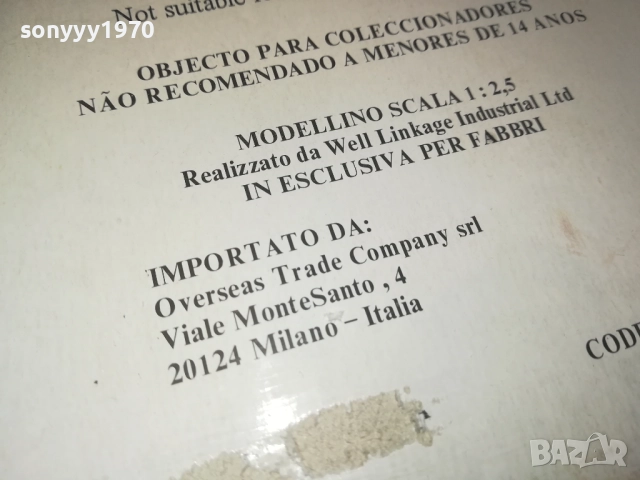 sonyyy1970
Not suitable
OBJECTO PARA COLECCIONADORES
NÃO RECOMENDADO A MENORES DE 14 ANOS
MODELLINO SCALA 1:2,5
Realizzato da Well Linkage Industrial Ltd
IN ESCLUSIVA PER FABBRI
IMPORTATO DA:
Overseas Trade Company srl
Viale MonteSanto , 4
20124 Milano – Italia
BAZAR